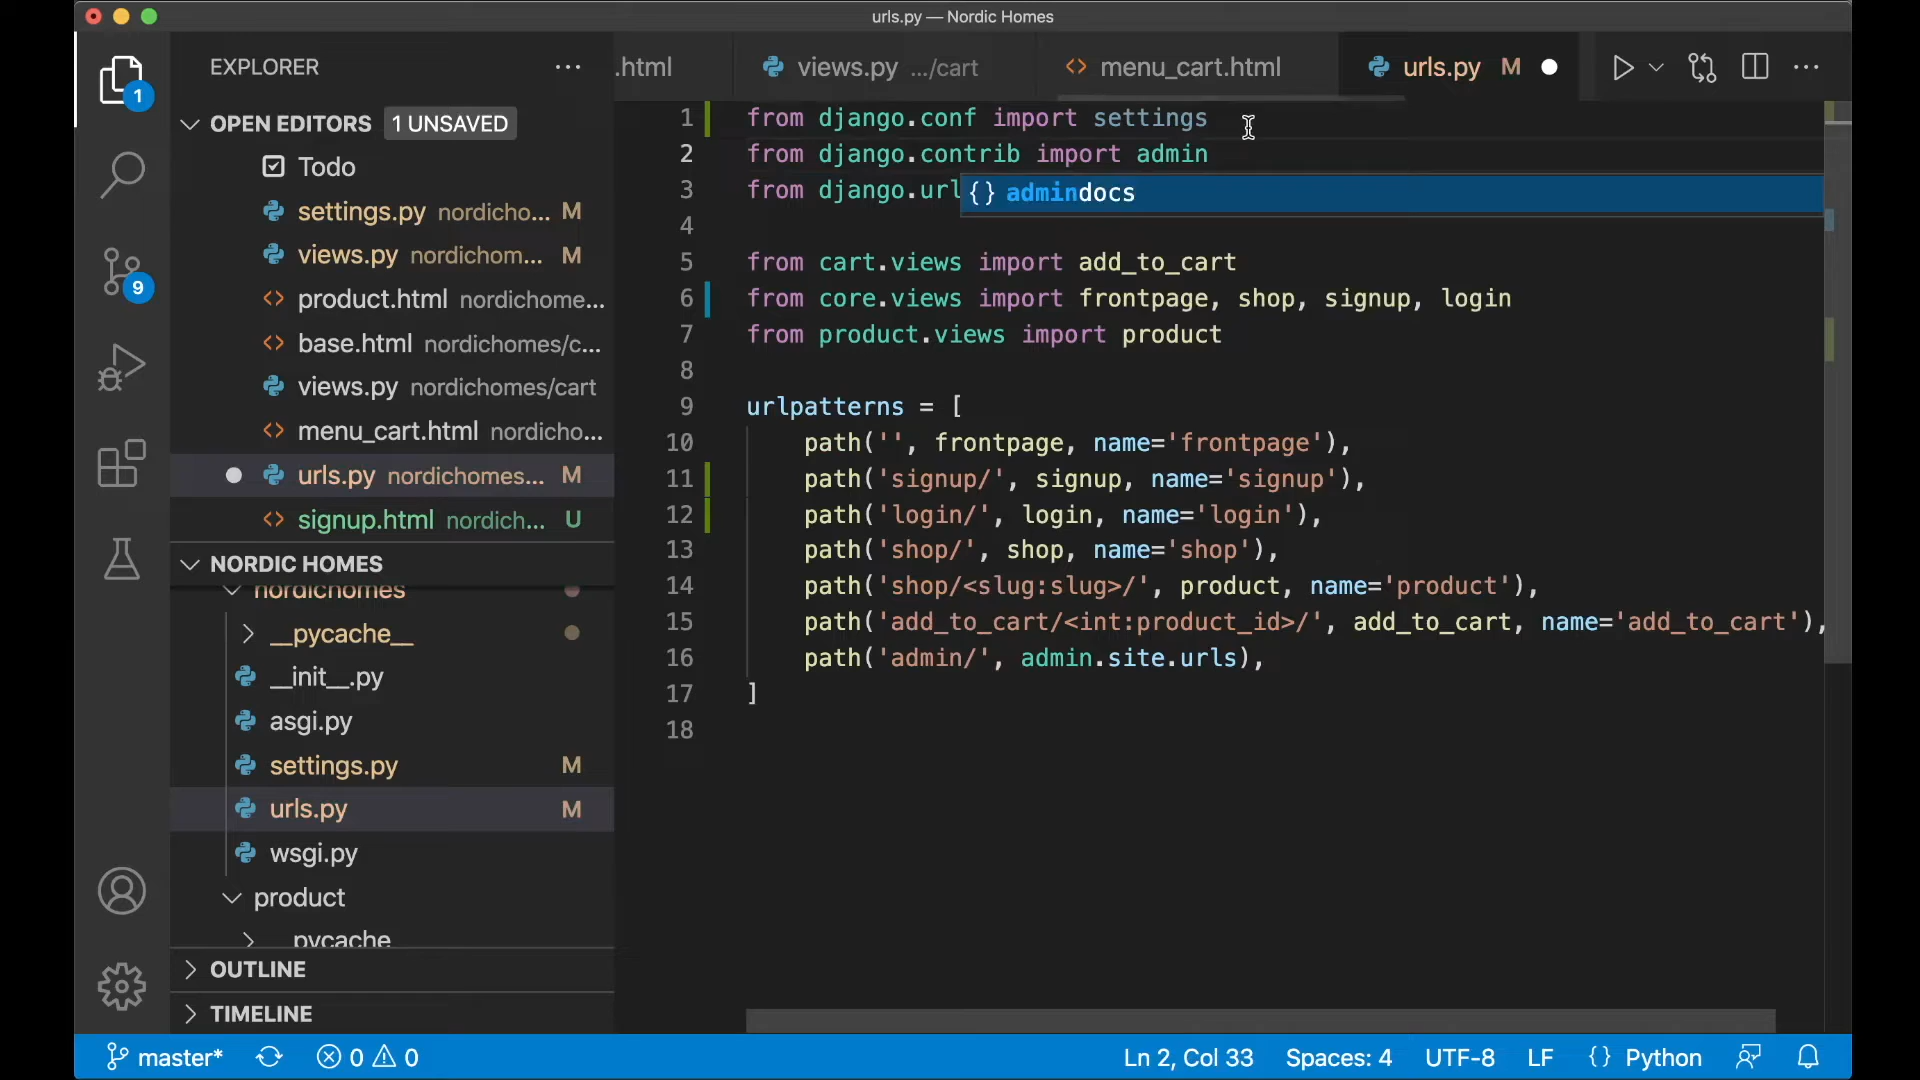 urls.py — Nordic Homes
EXPLORER
.html
views.py .../cart
menu_cart.html
urls.py M
1
OPEN EDITORS 1 UNSAVED
Todo
settings.py nordicho... M
views.py nordichom... M
product.html nordichome...
base.html nordichomes/c...
views.py nordichomes/cart
menu_cart.html nordicho...
urls.py nordichomes... M
signup.html nordich... U
9
NORDIC HOMES
nordichomes
__pycache__
__init__.py
asgi.py
settings.py M
urls.py M
wsgi.py
product
pycache
OUTLINE
TIMELINE
1 from django.conf import settings
2 from django.contrib import admin
3 from django.url
{} admindocs
4
5 from cart.views import add_to_cart
6 from core.views import frontpage, shop, signup, login
7 from product.views import product
8
9 urlpatterns = [
10 path('', frontpage, name='frontpage'),
11 path('signup/', signup, name='signup'),
12 path('login/', login, name='login'),
13 path('shop/', shop, name='shop'),
14 path('shop/<slug:slug>/', product, name='product'),
15 path('add_to_cart/<int:product_id>/', add_to_cart, name='add_to_cart'),
16 path('admin/', admin.site.urls),
17 ]
18
master* 0 0 Ln 2, Col 33 Spaces: 4 UTF-8 LF {} Python